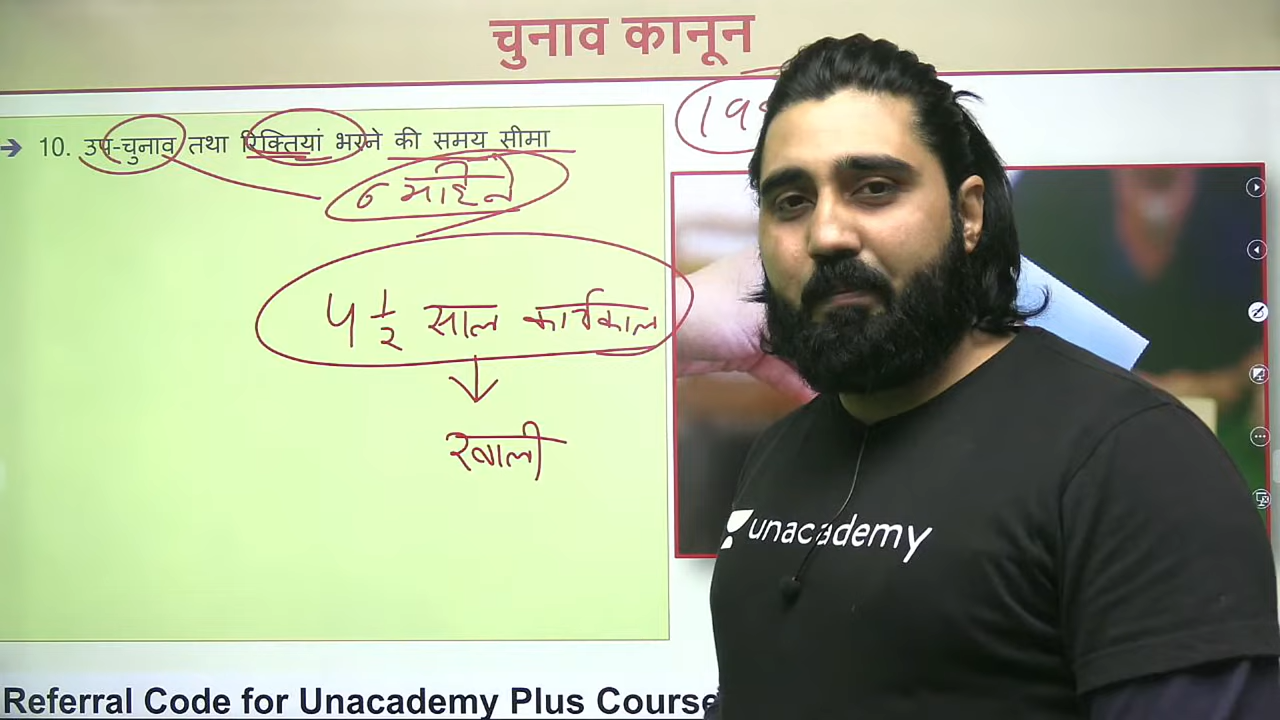 चुनाव कानून
10. उप-चुनाव तथा रिक्तियां भरने की समय सीमा
6 महिने
4 1/2 साल कार्यकाल
खाली
unacademy
Referral Code for Unacademy Plus Course